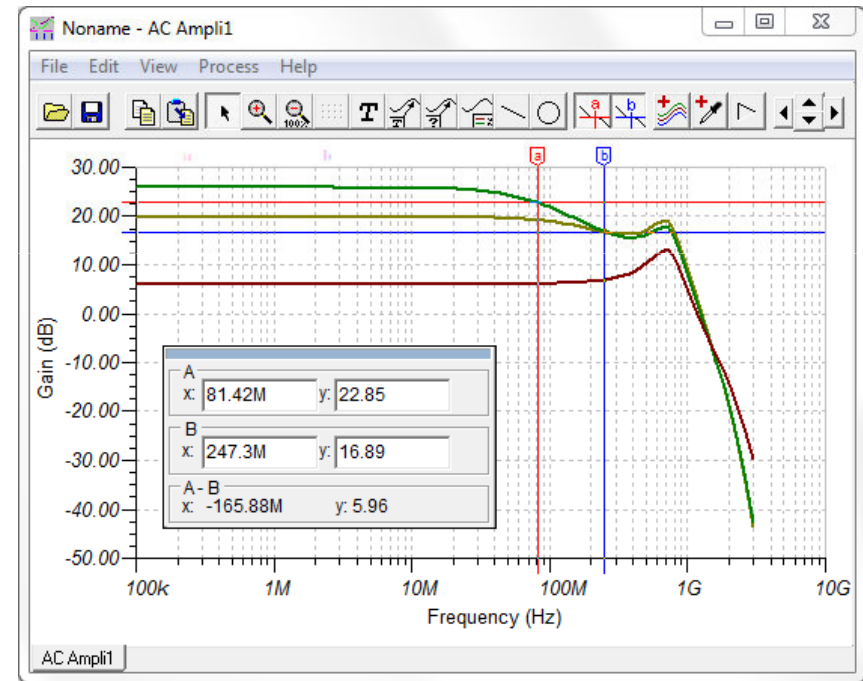 Noname - AC Ampli1
File Edit View Process Help
100%
T
T
?
a
b
a b
a b
30.00
20.00
10.00
0.00
-10.00
-20.00
-30.00
-40.00
-50.00
Gain (dB)
A
x: 81.42M y: 22.85
B
x: 247.3M y: 16.89
A - B
x: -165.88M y: 5.96
100k 1M 10M 100M 1G 10G
Frequency (Hz)
AC Ampli1